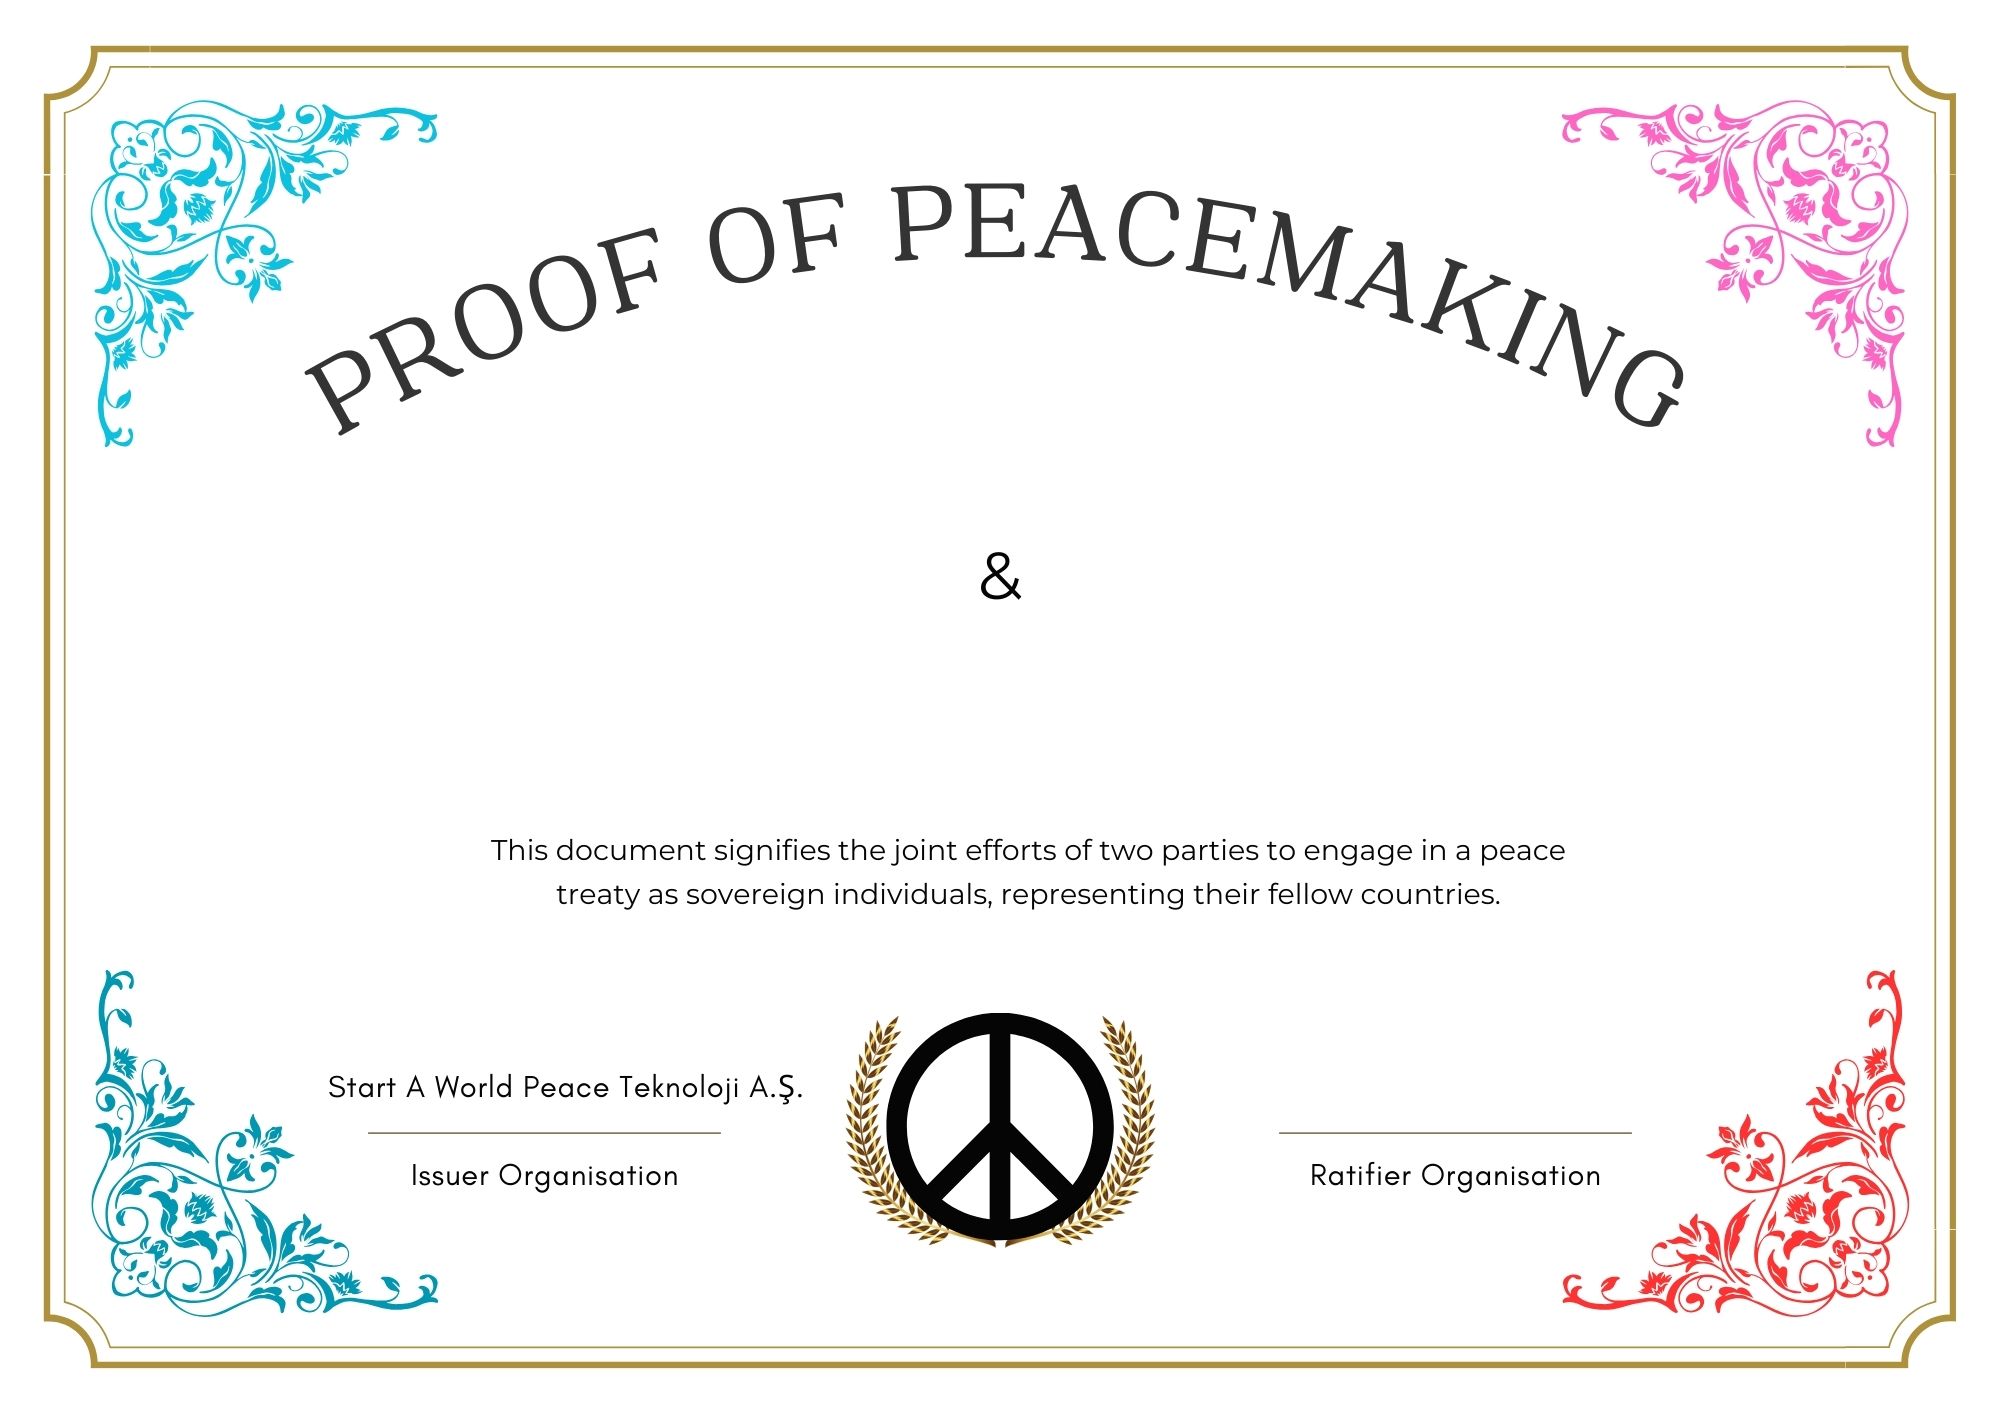 PROOF OF PEACEMAKING
&
This document signifies the joint efforts of two parties to engage in a peace
treaty as sovereign individuals, representing their fellow countries.
Start A World Peace Teknoloji A.Ş.
Issuer Organisation
Ratifier Organisation